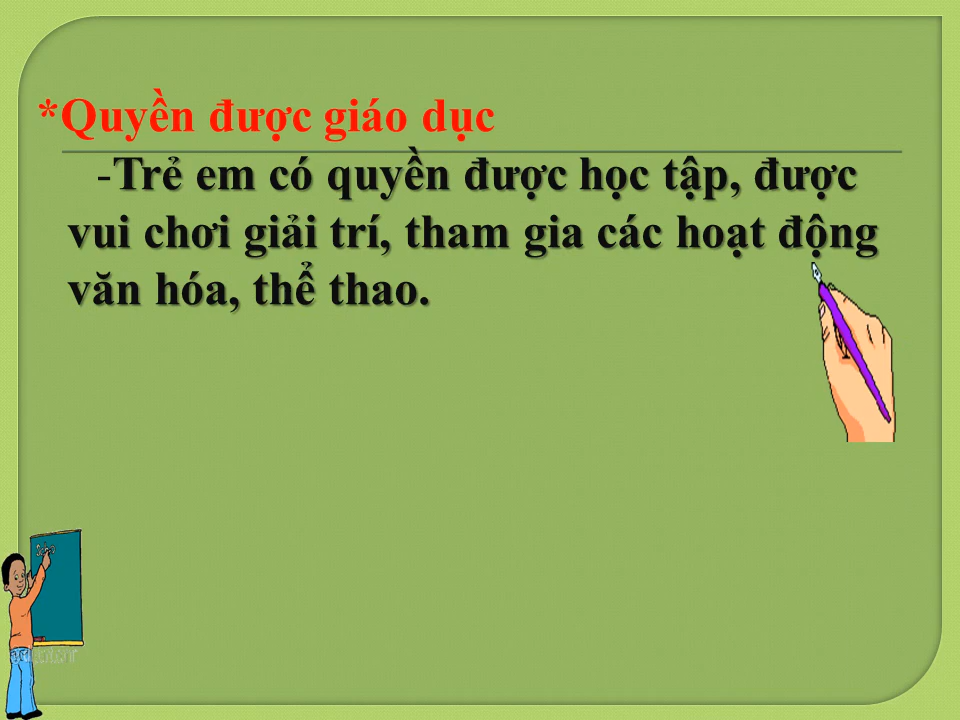 *Quyền được giáo dục
-Trẻ em có quyền được học tập, được
vui chơi giải trí, tham gia các hoạt động
văn hóa, thể thao.